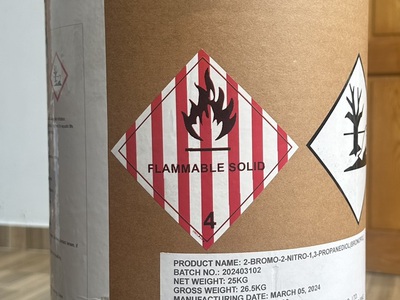 FLAMMABLE SOLID
4
PRODUCT NAME: 2-BROMO-2-NITRO-1,3-PROPANEDIOL(BRONO
BATCH NO.: 202403102
NET WEIGHT: 25KG
GROSS WEIGHT: 26.5KG
MANUFACTURING DATE: MARCH 05, 2024